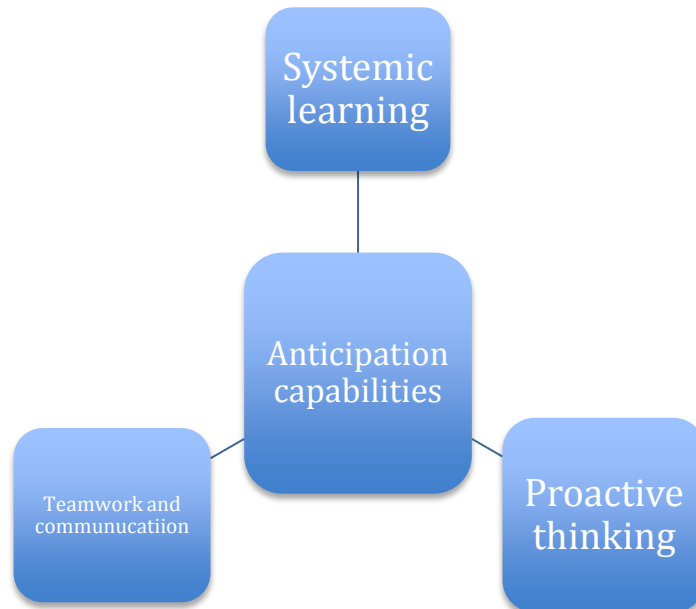 Systemic
learning
Anticipation
capabilities
Teamwork and
communucatiion
Proactive
thinking